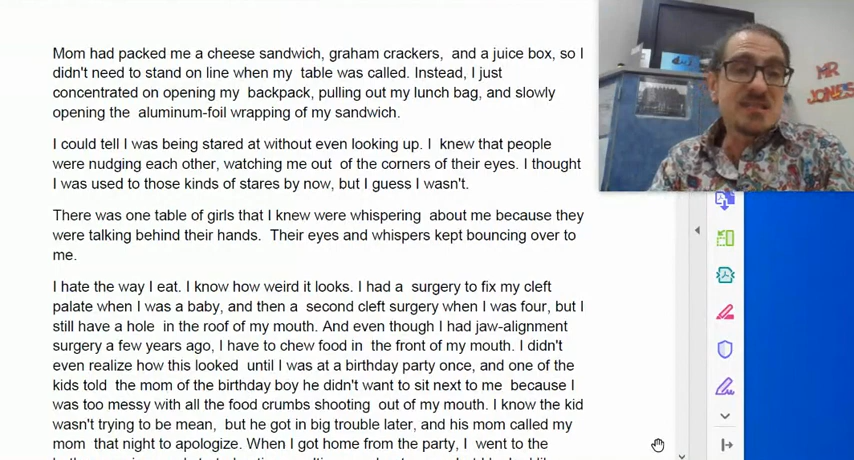 Mom had packed me a cheese sandwich, graham crackers,  and a juice box, so I
didn't need to stand on line when my  table was called. Instead, I just
concentrated on opening my  backpack, pulling out my lunch bag, and slowly
opening the  aluminum-foil wrapping of my sandwich.
I could tell I was being stared at without even looking up. I  knew that people
were nudging each other, watching me out  of the corners of their eyes. I thought
I was used to those kinds of stares by now, but I guess I wasn't.
There was one table of girls that I knew were whispering  about me because they
were talking behind their hands.  Their eyes and whispers kept bouncing over to
me.
I hate the way I eat. I know how weird it looks. I had a  surgery to fix my cleft
palate when I was a baby, and then a  second cleft surgery when I was four, but I
still have a hole  in the roof of my mouth. And even though I had jaw-alignment
surgery a few years ago, I have to chew food in  the front of my mouth. I didn't
even realize how this looked  until I was at a birthday party once, and one of the
kids told  the mom of the birthday boy he didn't want to sit next to me  because I
was too messy with all the food crumbs shooting  out of my mouth. I know the kid
wasn't trying to be mean,  but he got in big trouble later, and his mom called my
mom  that night to apologize. When I got home from the party, I  went to the
MR
JONES